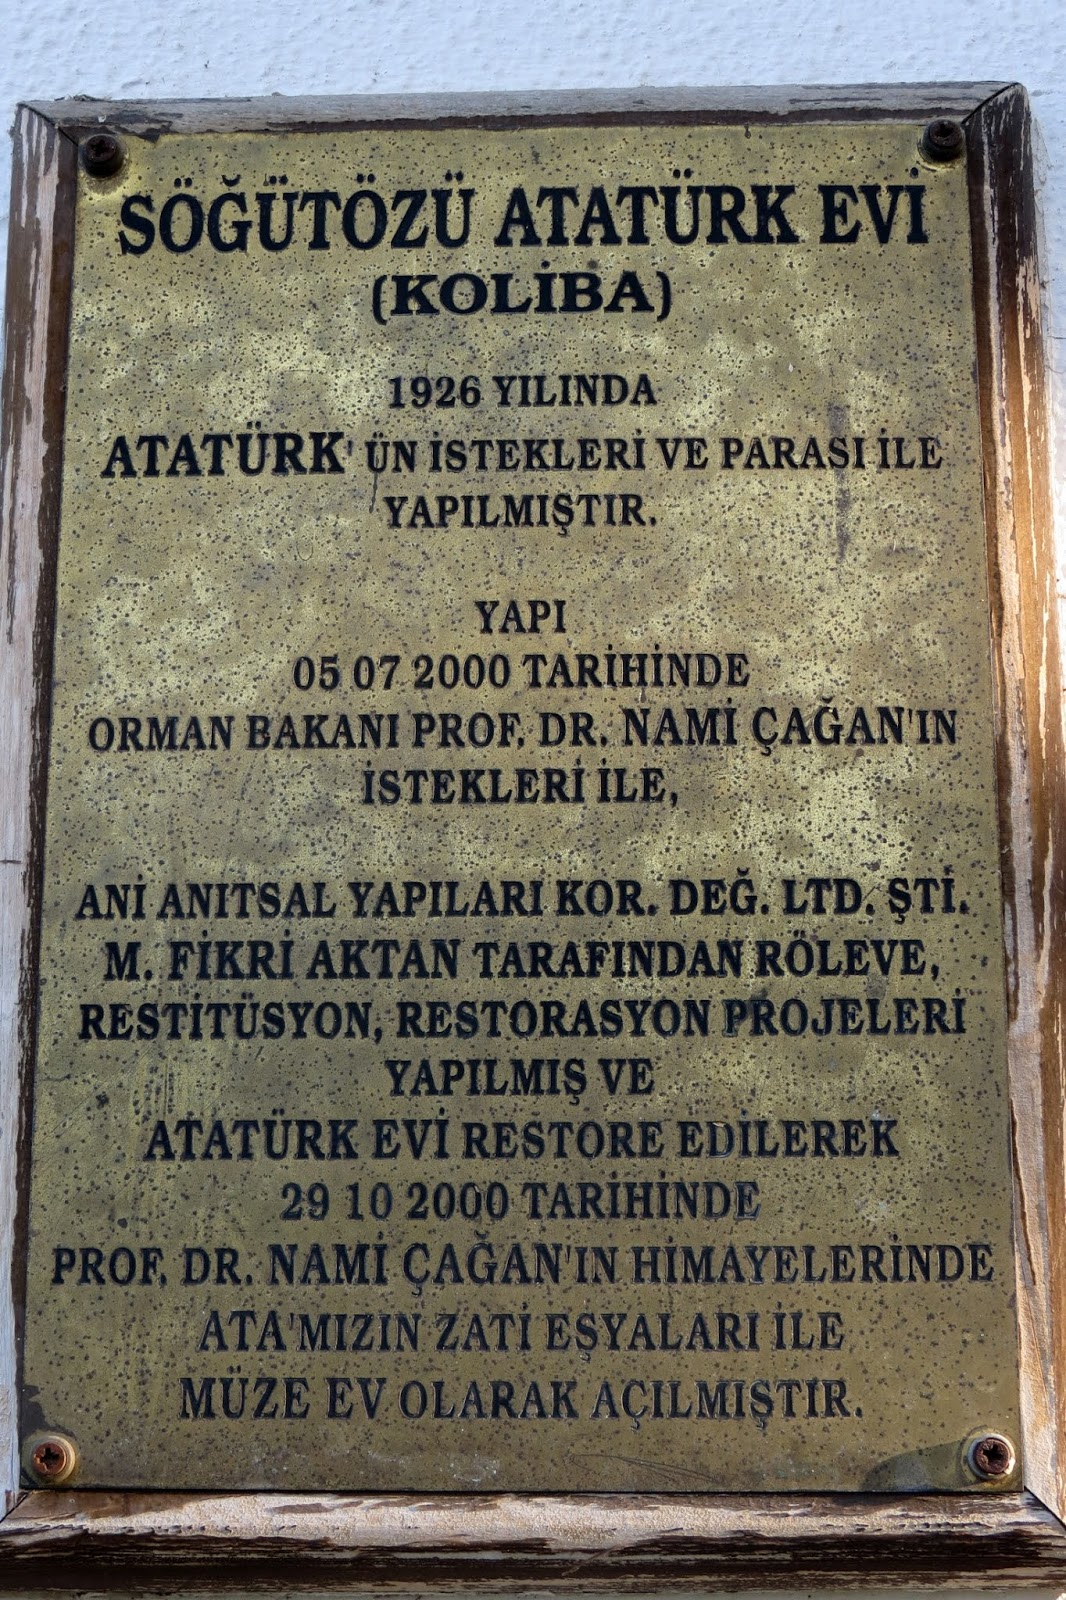 SÖĞÜTÖZÜ ATATÜRK EVİ
(KOLİBA)
1926 YILINDA
ATATÜRK'ÜN İSTEKLERİ VE PARASI İLE
YAPILMIŞTIR.
YAPI
05 07 2000 TARİHİNDE
ORMAN BAKANI PROF. DR. NAMİ ÇAĞAN'IN
İSTEKLERİ İLE,
ANİ ANITSAL YAPILARI KOR. DEĞ. LTD. ŞTİ.
M. FİKRİ AKTAN TARAFINDAN RÖLEVE,
RESTİTÜSYON, RESTORASYON PROJELERİ
YAPILMIŞ VE
ATATÜRK EVİ RESTORE EDİLEREK
29 10 2000 TARİHİNDE
PROF. DR. NAMİ ÇAĞAN'IN HİMAYELERİNDE
ATA'MIZIN ZATİ EŞYALARI İLE
MÜZE EV OLARAK AÇILMIŞTIR.